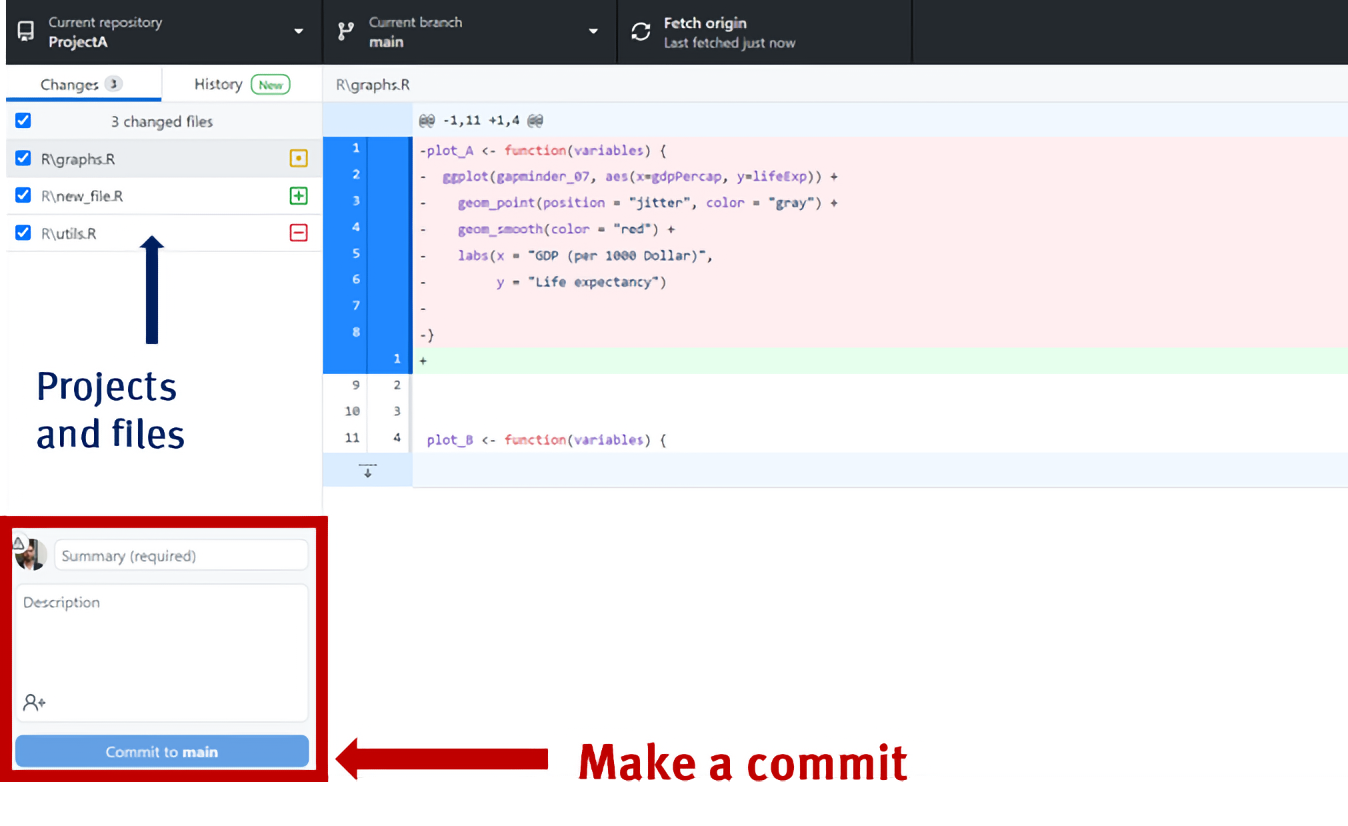 Current repository
ProjectA
Current branch
main
Fetch origin
Last fetched just now
Changes 3
History New
R\graphs.R
3 changed files
R\graphs.R
R\new_file.R
R\utils.R
@@ -1,11 +1,4 @@
1 -plot_A <- function(variables) {
2 -  ggplot(gapminder_07, aes(x=gdpPercap, y=lifeExp)) +
3 -    geom_point(position = "jitter", color = "gray") +
4 -    geom_smooth(color = "red") +
5 -    labs(x = "GDP (per 1000 Dollar)",
6 -         y = "Life expectancy")
7 -
8 -}
1 +
9 2
10 3
11 4 plot_B <- function(variables) {
Projects
and files
Summary (required)
Description
Commit to main
Make a commit